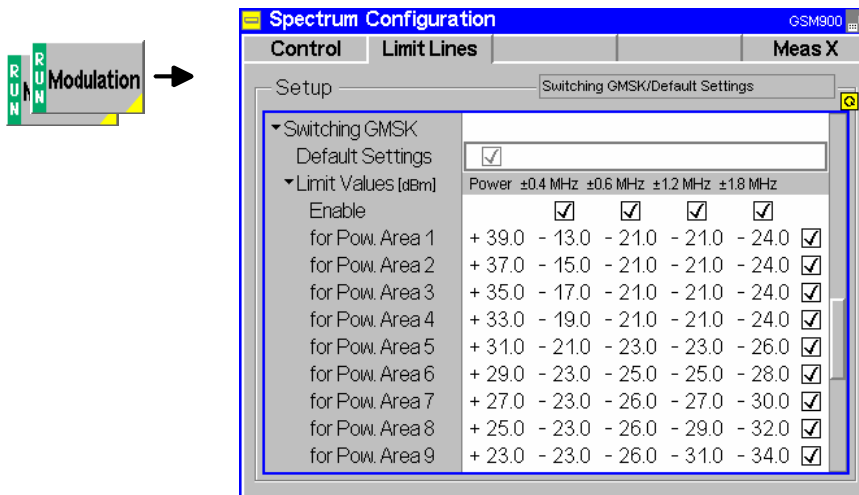 Spectrum Configuration GSM900
Control Limit Lines Meas X
RUN
RUN Modulation
Setup Switching GMSK/Default Settings
Switching GMSK
Default Settings
Limit Values [dBm] Power ±0.4 MHz ±0.6 MHz ±1.2 MHz ±1.8 MHz
Enable
for Pow. Area 1 + 39.0 - 13.0 - 21.0 - 21.0 - 24.0
for Pow. Area 2 + 37.0 - 15.0 - 21.0 - 21.0 - 24.0
for Pow. Area 3 + 35.0 - 17.0 - 21.0 - 21.0 - 24.0
for Pow. Area 4 + 33.0 - 19.0 - 21.0 - 21.0 - 24.0
for Pow. Area 5 + 31.0 - 21.0 - 23.0 - 23.0 - 26.0
for Pow. Area 6 + 29.0 - 23.0 - 25.0 - 25.0 - 28.0
for Pow. Area 7 + 27.0 - 23.0 - 26.0 - 27.0 - 30.0
for Pow. Area 8 + 25.0 - 23.0 - 26.0 - 29.0 - 32.0
for Pow. Area 9 + 23.0 - 23.0 - 26.0 - 31.0 - 34.0